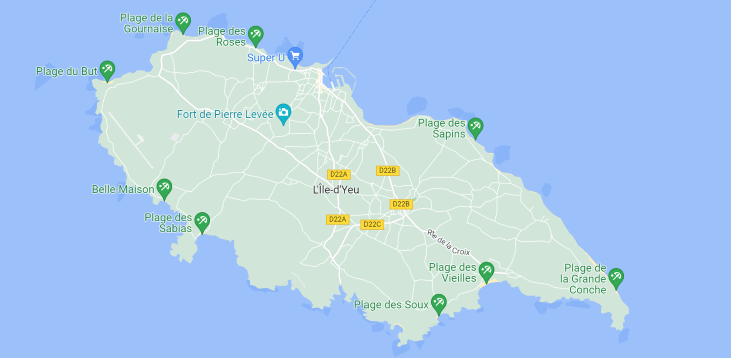 Plage de la
Gournaise
Plage des
Roses
Super U
Plage du But
Fort de Pierre Levée
Plage des
Sapins
D22A
D22B
L'Île-d'Yeu
Belle Maison
D22B
Plage des
Sabias
D22A
D22C
Rte de la Croix
Plage des
Vieilles
Plage de
la Grande
Conche
Plage des Soux